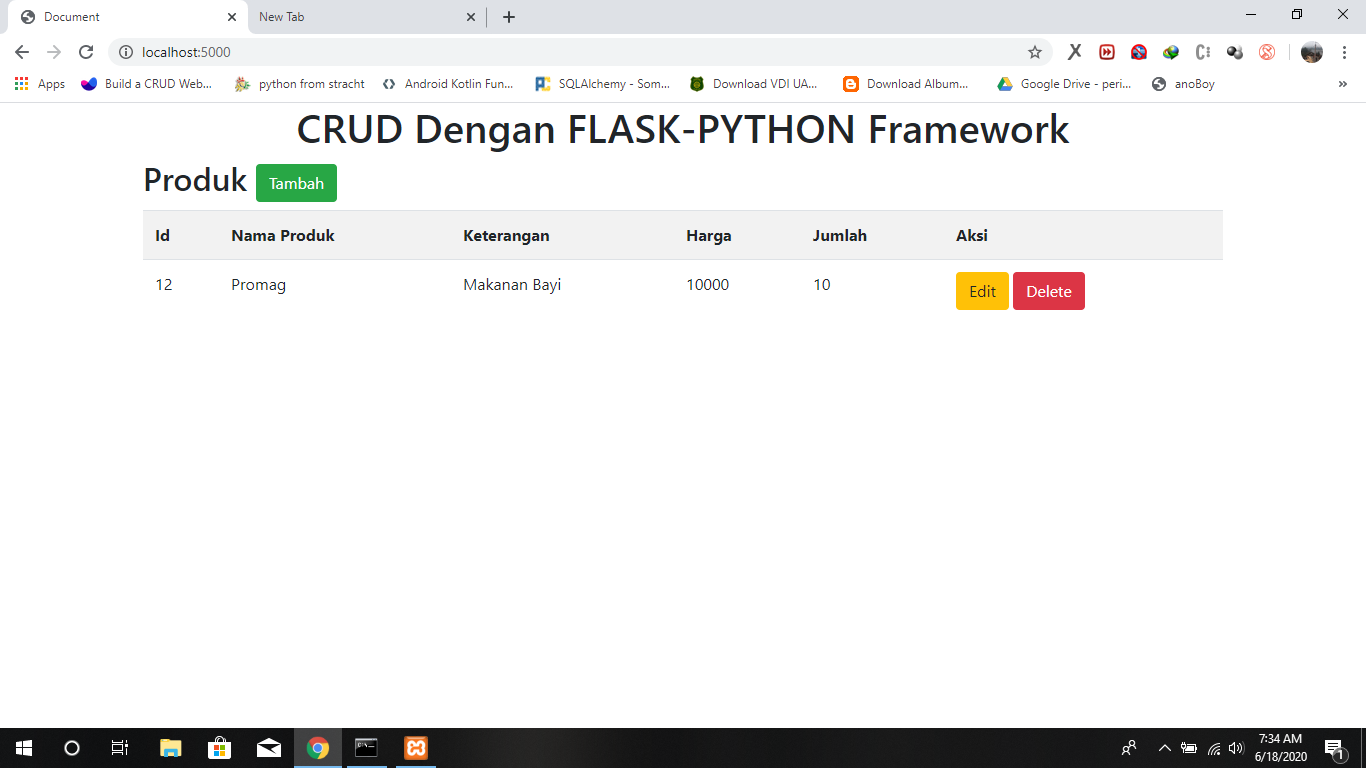 Document
New Tab
localhost:5000
Apps
Build a CRUD Web...
python from stracht
Android Kotlin Fun...
SQLAlchemy - Som...
Download VDI UA...
Download Album...
Google Drive - peri...
anoBoy
CRUD Dengan FLASK-PYTHON Framework
Produk Tambah
Id Nama Produk Keterangan Harga Jumlah Aksi
12 Promag Makanan Bayi 10000 10 Edit Delete
7:34 AM
6/18/2020
1